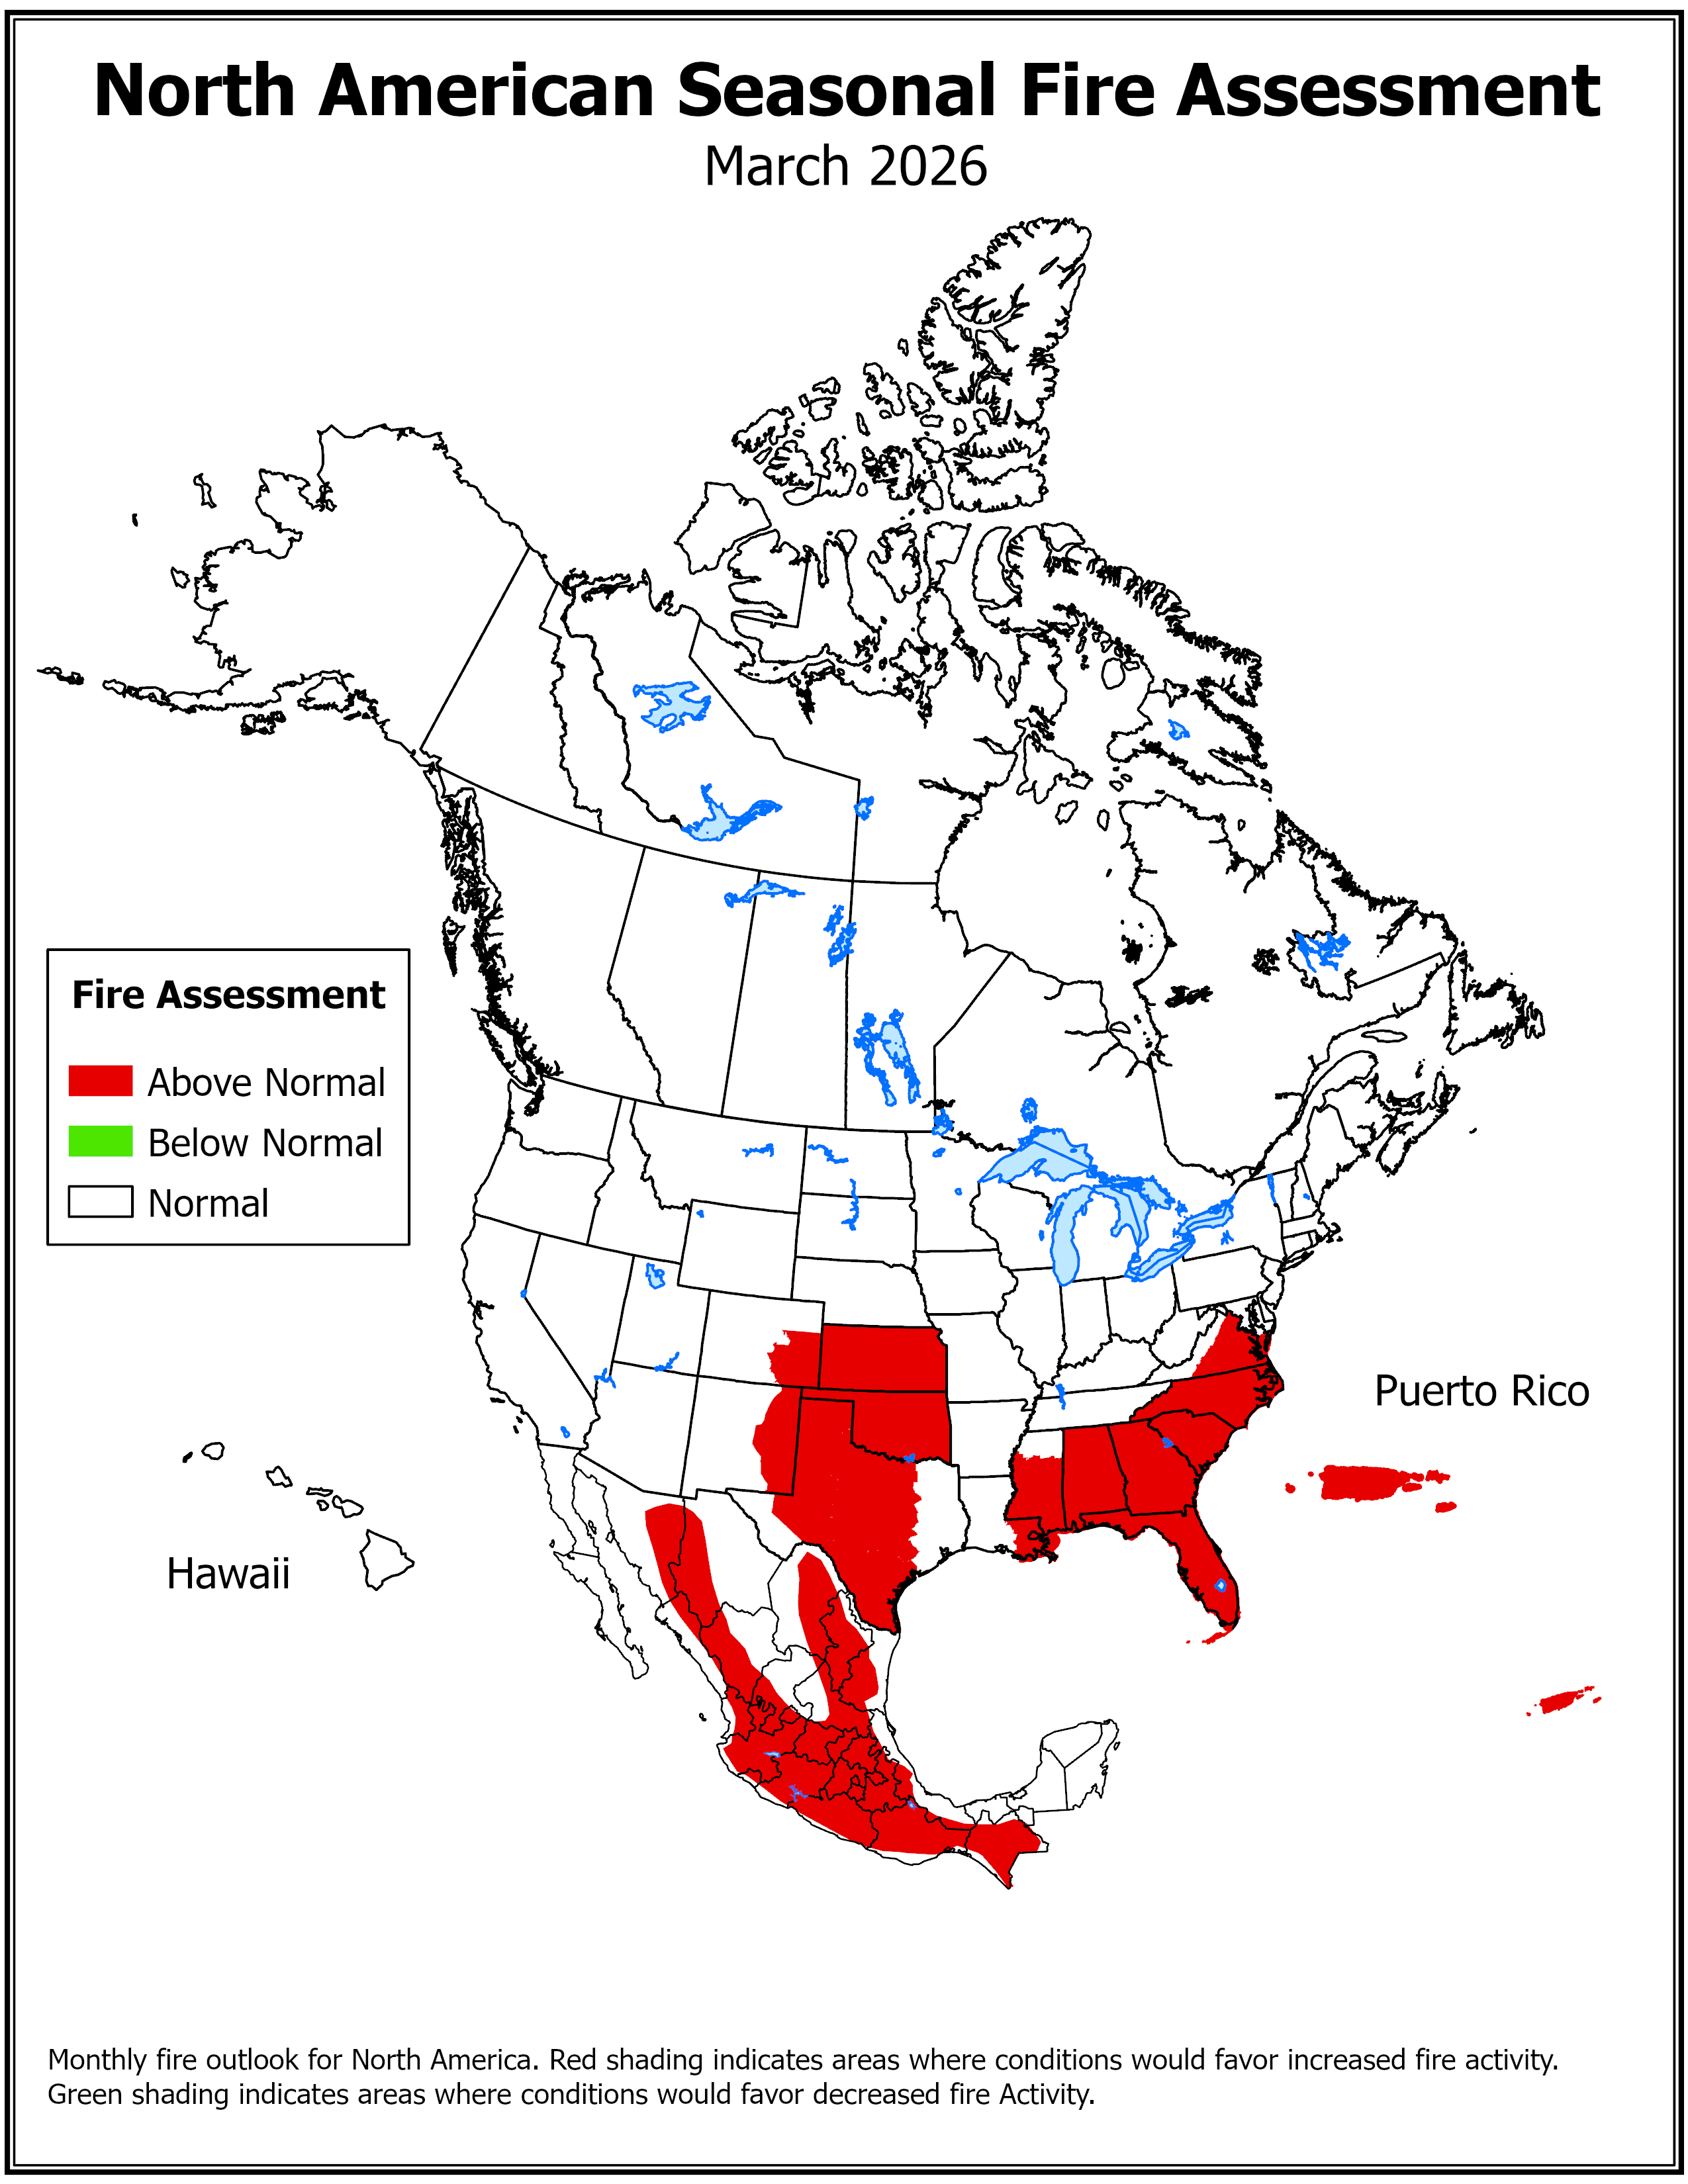 North American Seasonal Fire Assessment
March 2026
Fire Assessment
Above Normal
Below Normal
Normal
Puerto Rico
Hawaii
Monthly fire outlook for North America. Red shading indicates areas where conditions would favor increased fire activity.
Green shading indicates areas where conditions would favor decreased fire Activity.